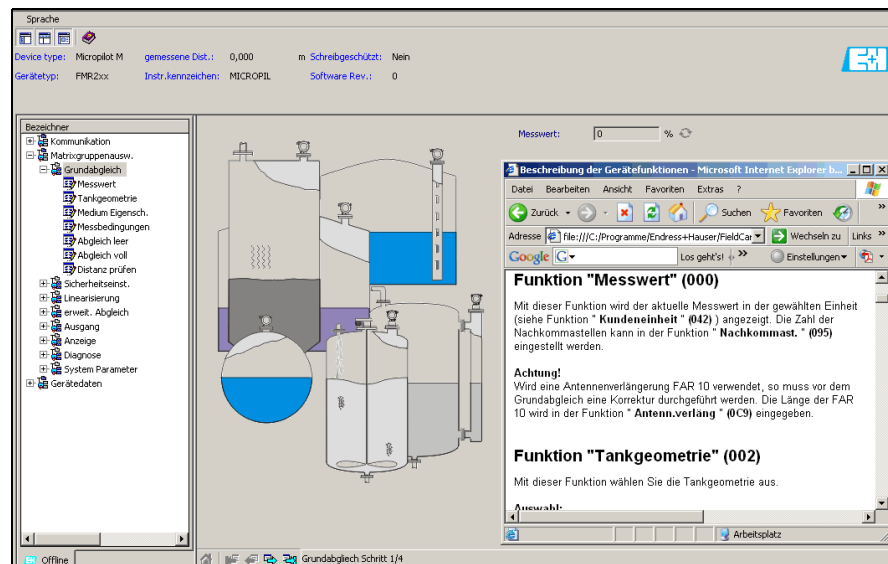 Sprache
Device type: Micropilot M gemessene Dist.: 0,000 m Schreibgeschützt: Nein
Gerätetyp: FMR2xx Instr.kennzeichen: MICROPIL Software Rev.: 0
E+H
Bezeichner
Kommunikation
Matrixgruppenausw.
Grundabgleich
Messwert
Tankgeometrie
Medium Eigensch.
Messbedingungen
Abgleich leer
Abgleich voll
Distanz prüfen
Sicherheitseinst.
Linearisierung
erweit. Abgleich
Ausgang
Anzeige
Diagnose
System Parameter
Gerätedaten
Offline
Messwert: 0 %
Beschreibung der Gerätefunktionen - Microsoft Internet Explorer b...
Datei Bearbeiten Ansicht Favoriten Extras ?
Zurück Suchen Favoriten »
Adresse file:///C:/Programme/Endress+Hauser/FieldCar Wechseln zu Links »
Google G Los geht's! » Einstellungen
Funktion "Messwert" (000)
Mit dieser Funktion wird der aktuelle Messwert in der gewählten Einheit
(siehe Funktion " Kundeneinheit " (042) ) angezeigt. Die Zahl der
Nachkommastellen kann in der Funktion " Nachkommast. " (095)
eingestellt werden.
Achtung!
Wird eine Antennenverlängerung FAR 10 verwendet, so muss vor dem
Grundabgleich eine Korrektur durchgeführt werden. Die Länge der FAR
10 wird in der Funktion " Antenn.verläng " (0C9) eingegeben.
Funktion "Tankgeometrie" (002)
Mit dieser Funktion wählen Sie die Tankgeometrie aus.
Auswahl:
Arbeitsplatz
Grundabgliech Schritt 1/4